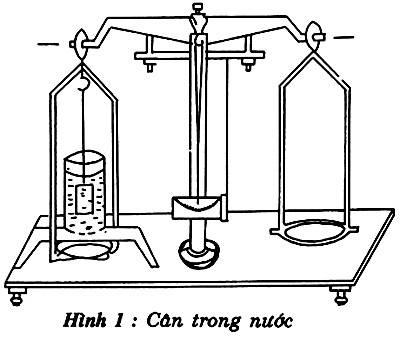 Hình 1 : Cân trong nước